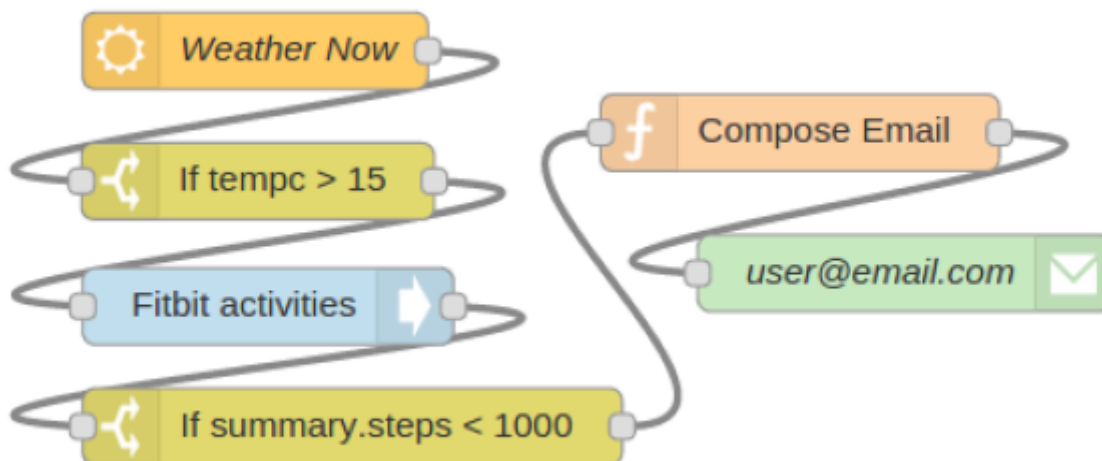 Weather Now
If tempc > 15
Fitbit activities
If summary.steps < 1000
Compose Email
user@email.com